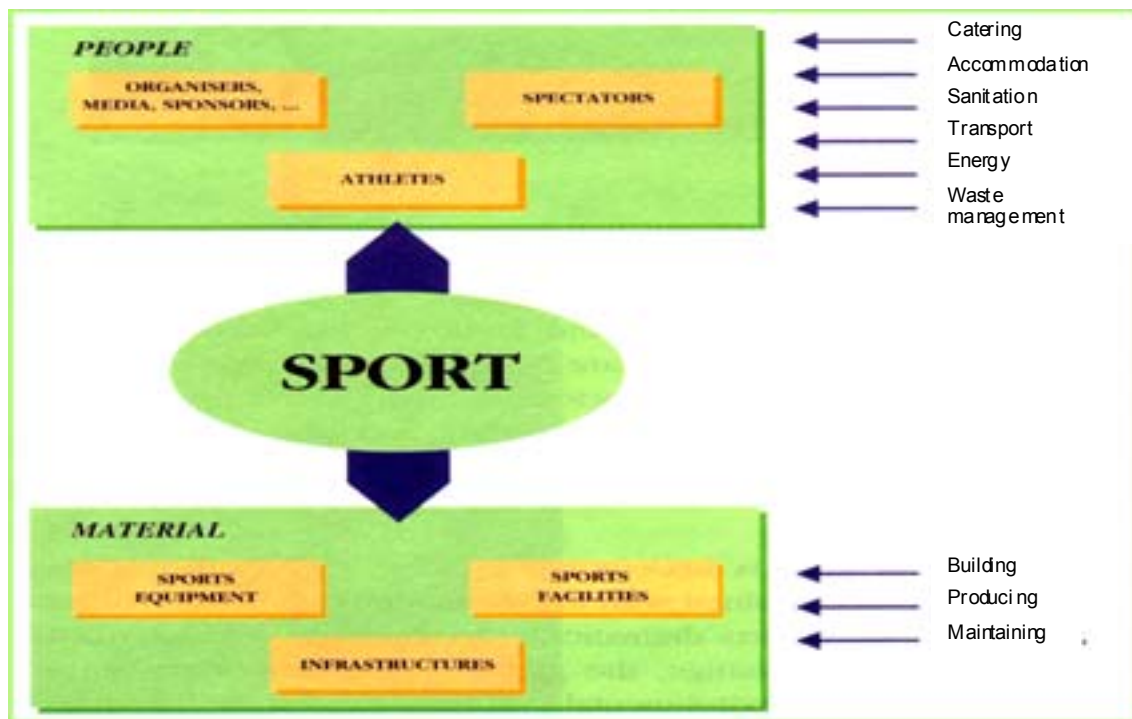 PEOPLE
ORGANISERS,
MEDIA, SPONSORS, ...
SPECTATORS
ATHLETES
Catering
Accommodation
Sanitation
Transport
Energy
Waste
management
SPORT
MATERIAL
SPORTS
EQUIPMENT
SPORTS
FACILITIES
INFRASTRUCTURES
Building
Producing
Maintaining